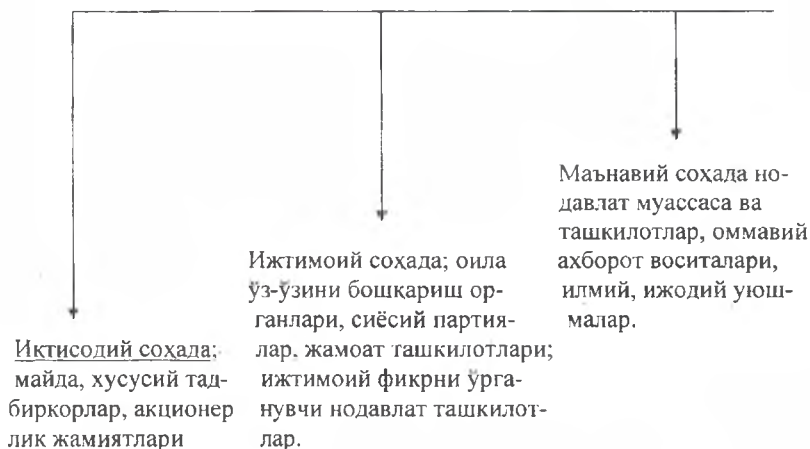 Иқтисодий соҳада;
майда, хусусий тад-
биркорлар, акционер
лик жамиятлари
Ижтимоий соҳада; оила
ўз-ўзини бошқариш ор-
ганлари, сиёсий партия-
лар, жамоат ташкилотлари;
ижтимоий фикрни ўрга-
нувчи нодавлат ташкилот-
лар.
Маънавий соҳада но-
давлат муассаса ва
ташкилотлар, оммавий
ахборот воситалари,
илмий, ижодий уюш-
малар.